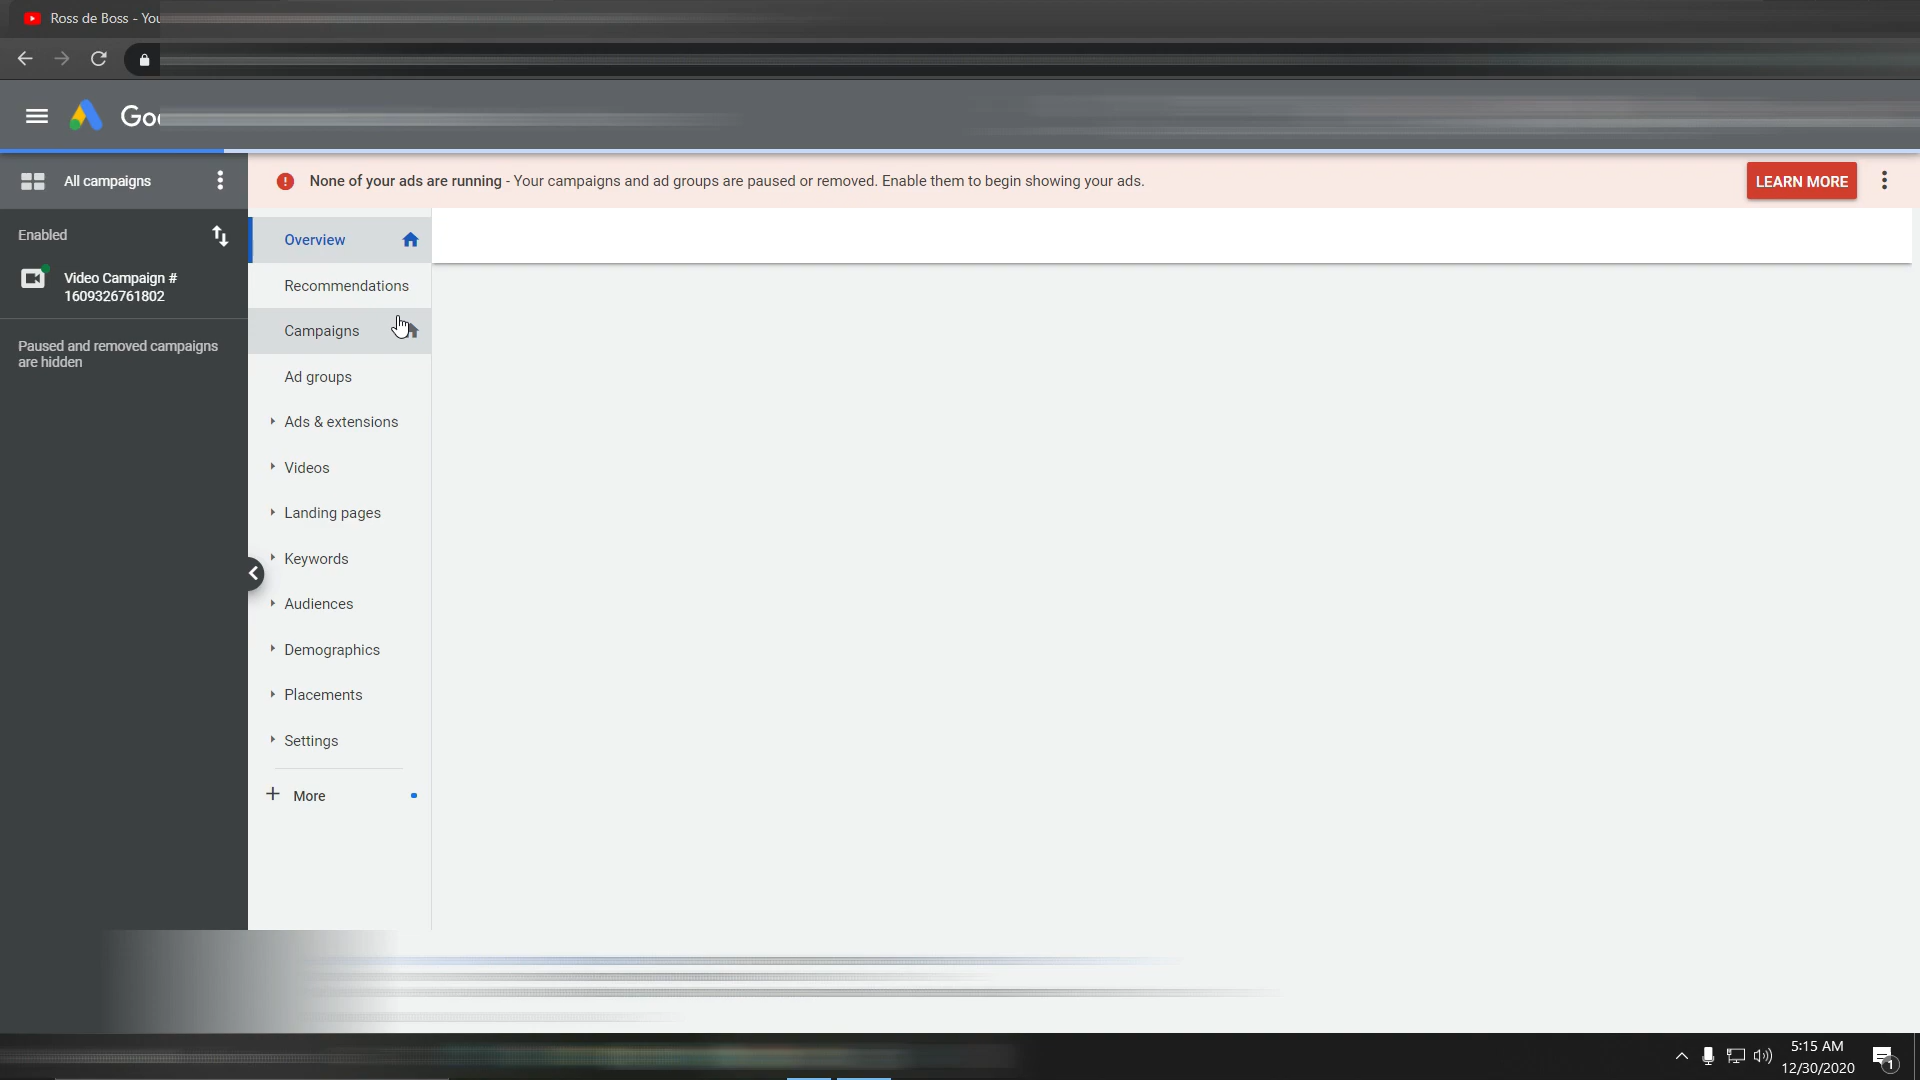 Ross de Boss - You
Goo
All campaigns
None of your ads are running - Your campaigns and ad groups are paused or removed. Enable them to begin showing your ads.
LEARN MORE
Enabled
Video Campaign #
1609326761802
Paused and removed campaigns
are hidden
Overview
Recommendations
Campaigns
Ad groups
Ads & extensions
Videos
Landing pages
Keywords
Audiences
Demographics
Placements
Settings
More
5:15 AM
12/30/2020
1